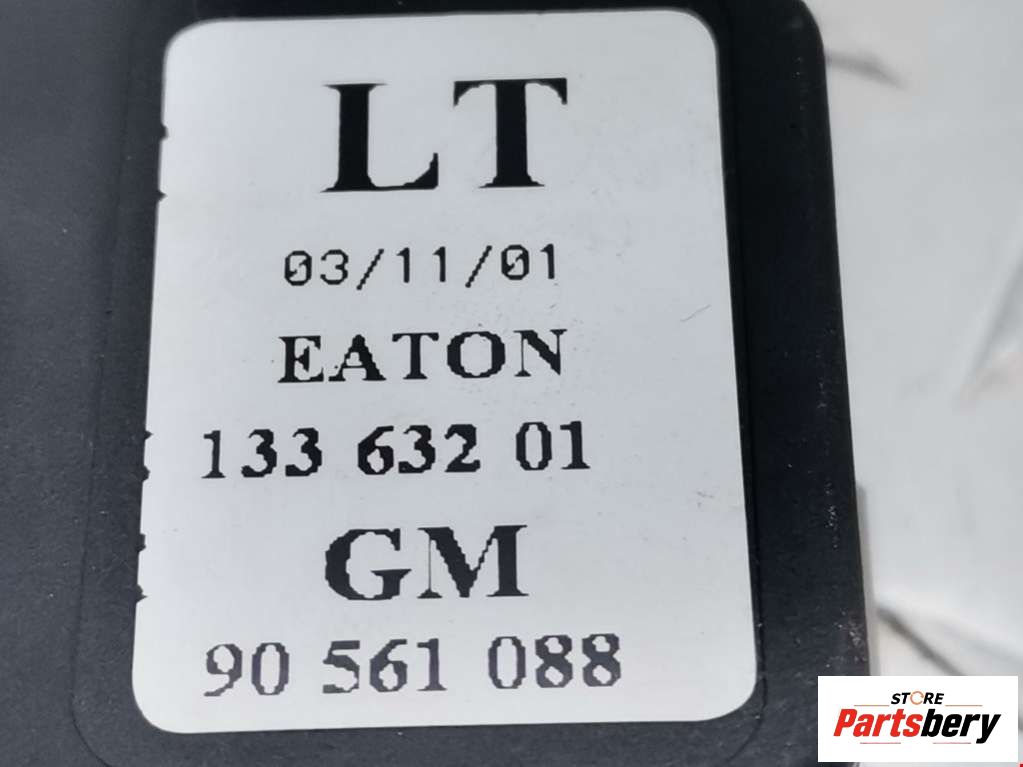 LT
03/11/01
EATON
133 632 01
GM
90 561 088
STORE
Partsbery